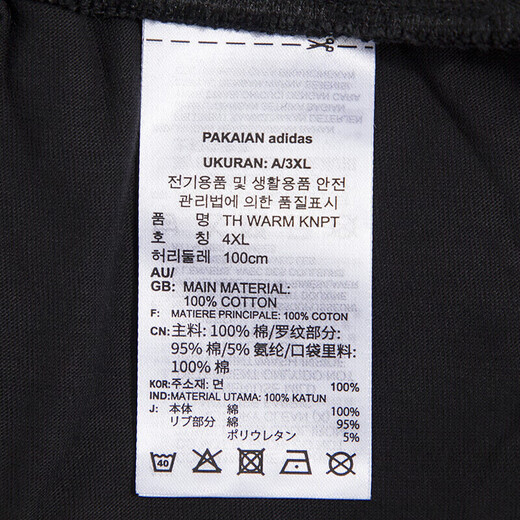 PAKAIAN adidas
UKURAN: A/3XL
전기용품 및 생활용품 안전
관리법에 의한 품질표시
품 명 TH WARM KNPT
호 칭 4XL
허리둘레 100cm
AU/
GB: MAIN MATERIAL:
100% COTTON
F: MATIERE PRINCIPALE: 100% COTON
CN: 主料: 100% 棉/罗纹部分:
95% 棉/5% 氨纶/口袋里料:
100% 棉
KOR: 주소재: 면 100%
IND: MATERIAL UTAMA: 100% KATUN
J: 本体 綿 100%
リブ部分 綿 95%
ポリウレタン 5%
40